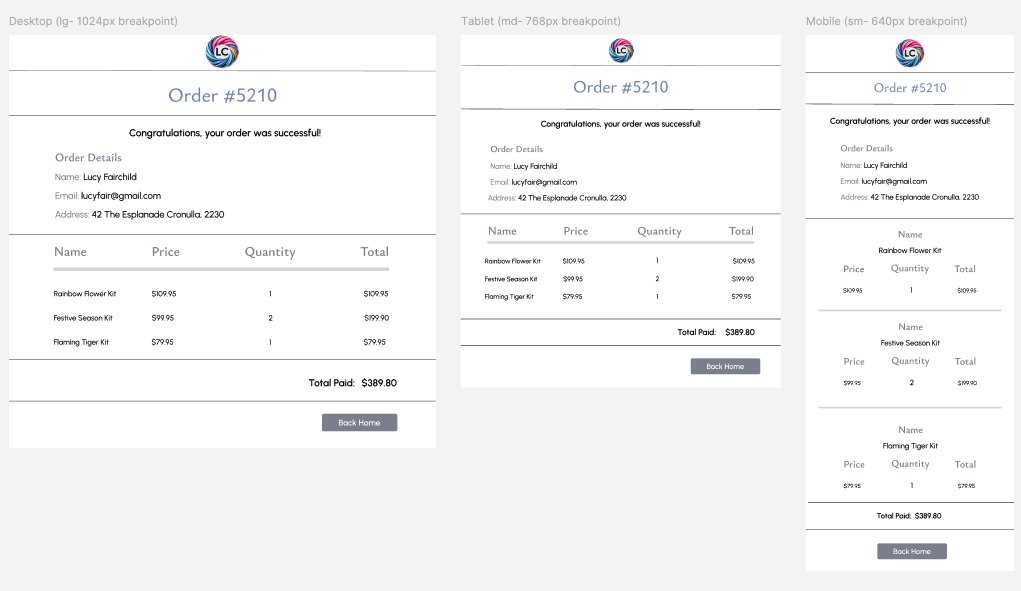 Desktop (lg- 1024px breakpoint)
LC
Order #5210
Congratulations, your order was successful!
Order Details
Name: Lucy Fairchild
Email: lucyfair@gmail.com
Address: 42 The Esplanade Cronulla, 2230
Name Price Quantity Total
Rainbow Flower Kit $109.95 1 $109.95
Festive Season Kit $99.95 2 $199.90
Flaming Tiger Kit $79.95 1 $79.95
Total Paid: $389.80
Back Home
Tablet (md- 768px breakpoint)
LC
Order #5210
Congratulations, your order was successful!
Order Details
Name: Lucy Fairchild
Email: lucyfair@gmail.com
Address: 42 The Esplanade Cronulla, 2230
Name Price Quantity Total
Rainbow Flower Kit $109.95 1 $109.95
Festive Season Kit $99.95 2 $199.90
Flaming Tiger Kit $79.95 1 $79.95
Total Paid: $389.80
Back Home
Mobile (sm- 640px breakpoint)
LC
Order #5210
Congratulations, your order was successful!
Order Details
Name: Lucy Fairchild
Email: lucyfair@gmail.com
Address: 42 The Esplanade Cronulla, 2230
Name
Rainbow Flower Kit
Price Quantity Total
$109.95 1 $109.95
Name
Festive Season Kit
Price Quantity Total
$99.95 2 $199.90
Name
Flaming Tiger Kit
Price Quantity Total
$79.95 1 $79.95
Total Paid: $389.80
Back Home